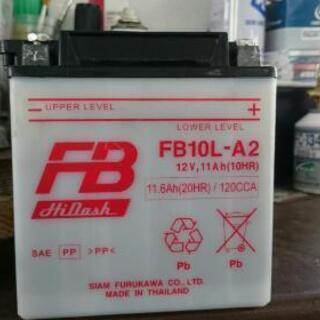 UPPER LEVEL
LOWER LEVEL
FB
FB10L-A2
12V, 11Ah(10HR)
HiDash
11.6Ah(20HR) / 120CCA
SAE PP >PP<
Pb Pb
SIAM FURUKAWA CO., LTD.
MADE IN THAILAND